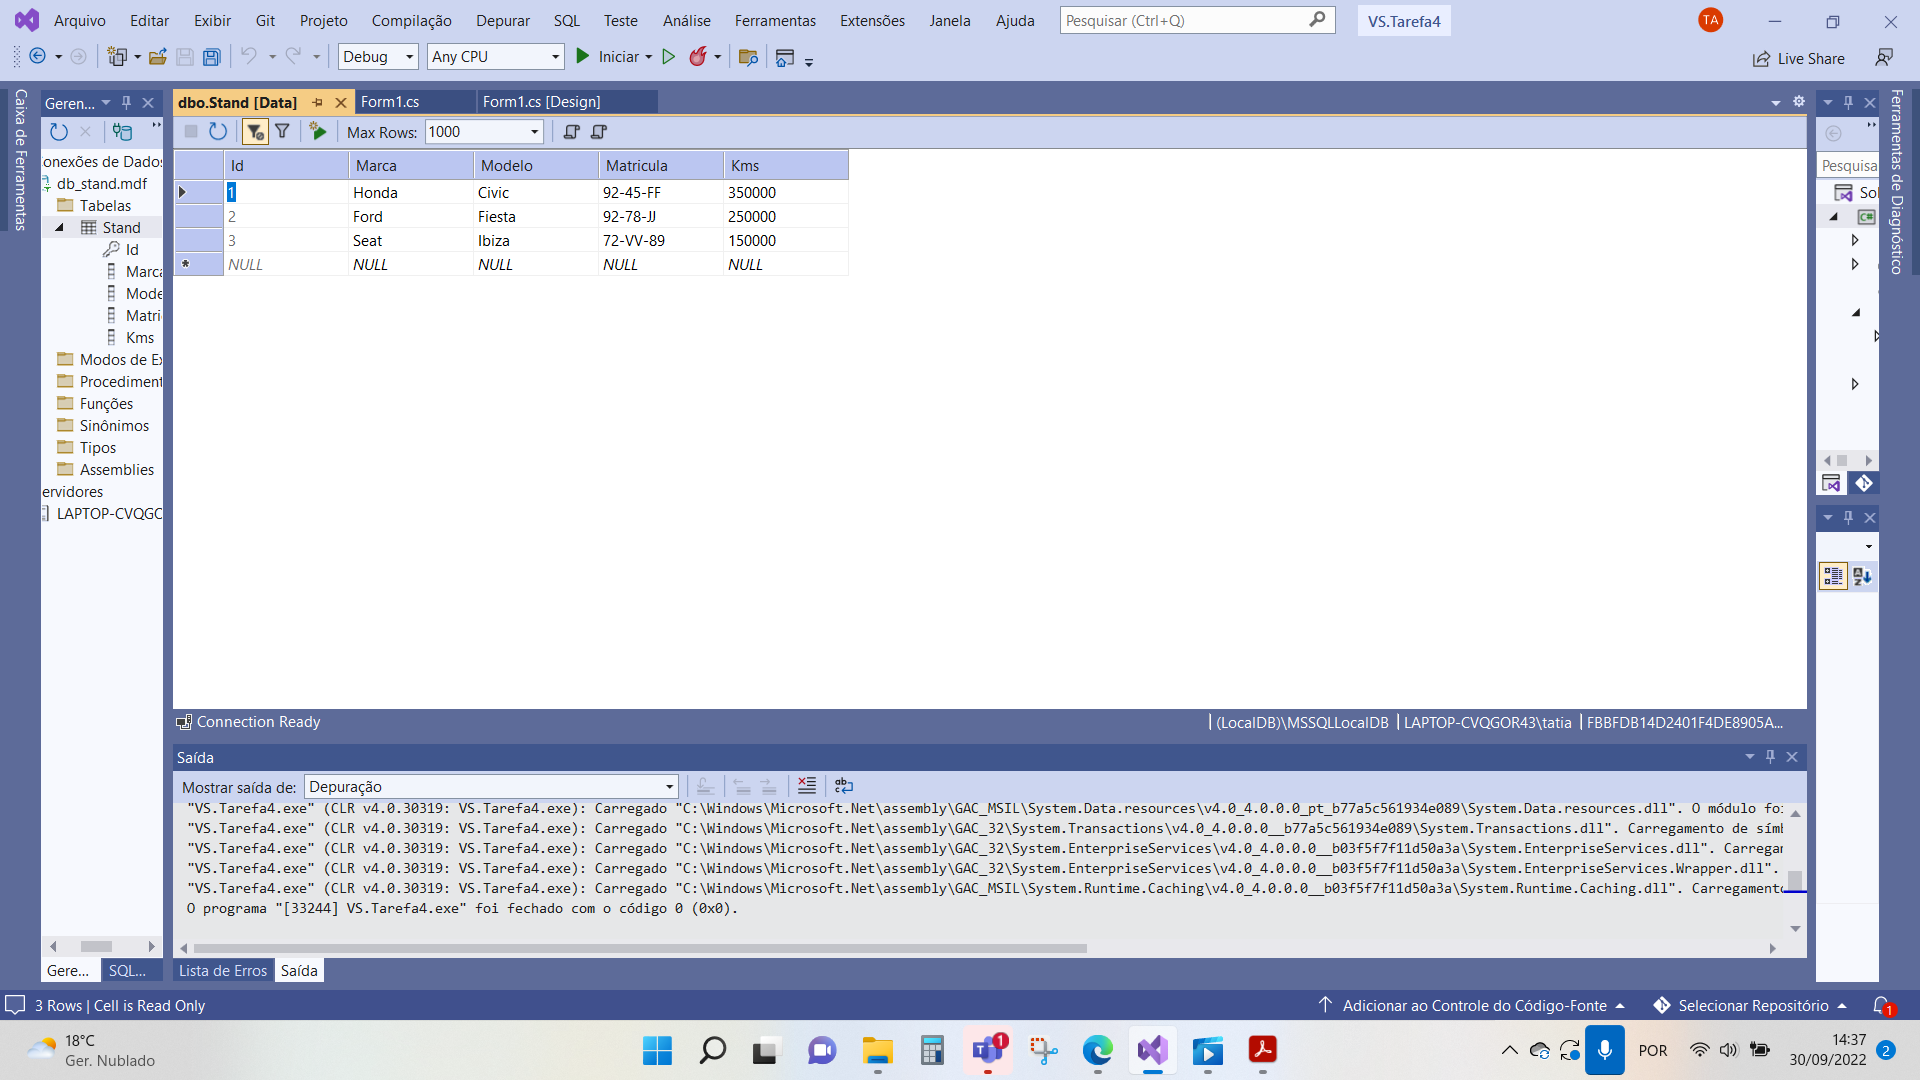 Arquivo Editar Exibir Git Projeto Compilação Depurar SQL Teste Análise Ferramentas Extensões Janela Ajuda Pesquisar (Ctrl+Q) VS.Tarefa4 TA
Debug Any CPU Iniciar Live Share
Caixa de Ferramentas
Geren...
dbo.Stand [Data] Form1.cs Form1.cs [Design]
Max Rows: 1000
Ferramentas de Diagnóstico
Id Marca Modelo Matricula Kms
1 Honda Civic 92-45-FF 350000
2 Ford Fiesta 92-78-JJ 250000
3 Seat Ibiza 72-VV-89 150000
NULL NULL NULL NULL NULL
onexões de Dados
db_stand.mdf
Tabelas
Stand
Id
Marca
Mode
Matri
Kms
Modos de Ex
Procediment
Funções
Sinônimos
Tipos
Assemblies
ervidores
LAPTOP-CVQGO
Gere... SQL...
Pesquisa
Sol
C#
Connection Ready (LocalDB)\MSSQLLocalDB LAPTOP-CVQGOR43\tatia FBBFDB14D2401F4DE8905A...
Saída
Mostrar saída de: Depuração
"VS.Tarefa4.exe" (CLR v4.0.30319: VS.Tarefa4.exe): Carregado "C:\Windows\Microsoft.Net\assembly\GAC_MSIL\System.Data.resources\v4.0_4.0.0.0_pt_b77a5c561934e089\System.Data.resources.dll". O módulo foi
"VS.Tarefa4.exe" (CLR v4.0.30319: VS.Tarefa4.exe): Carregado "C:\Windows\Microsoft.Net\assembly\GAC_32\System.Transactions\v4.0_4.0.0.0__b77a5c561934e089\System.Transactions.dll". Carregamento de símb
"VS.Tarefa4.exe" (CLR v4.0.30319: VS.Tarefa4.exe): Carregado "C:\Windows\Microsoft.Net\assembly\GAC_32\System.EnterpriseServices\v4.0_4.0.0.0__b03f5f7f11d50a3a\System.EnterpriseServices.dll". Carregam
"VS.Tarefa4.exe" (CLR v4.0.30319: VS.Tarefa4.exe): Carregado "C:\Windows\Microsoft.Net\assembly\GAC_32\System.EnterpriseServices\v4.0_4.0.0.0__b03f5f7f11d50a3a\System.EnterpriseServices.Wrapper.dll".
"VS.Tarefa4.exe" (CLR v4.0.30319: VS.Tarefa4.exe): Carregado "C:\Windows\Microsoft.Net\assembly\GAC_MSIL\System.Runtime.Caching\v4.0_4.0.0.0__b03f5f7f11d50a3a\System.Runtime.Caching.dll". Carregamento
O programa "[33244] VS.Tarefa4.exe" foi fechado com o código 0 (0x0).
Lista de Erros Saída
3 Rows | Cell is Read Only Adicionar ao Controle do Código-Fonte Selecionar Repositório 1
18°C
Ger. Nublado
1
POR
14:37
30/09/2022
2